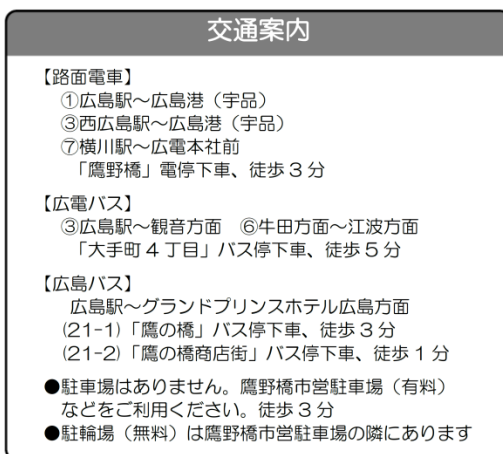 交通案内
【路面電車】
①広島駅～広島港（宇品）
③西広島駅～広島港（宇品）
⑦横川駅～広電本社前
「鷹野橋」電停下車、徒歩３分
【広電バス】
③広島駅～観音方面　⑥牛田方面～江波方面
「大手町４丁目」バス停下車、徒歩５分
【広島バス】
広島駅～グランドプリンスホテル広島方面
(21-1)「鷹の橋」バス停下車、徒歩３分
(21-2)「鷹の橋商店街」バス停下車、徒歩１分
●駐車場はありません。鷹野橋市営駐車場（有料）
などをご利用ください。徒歩３分
●駐輪場（無料）は鷹野橋市営駐車場の隣にあります